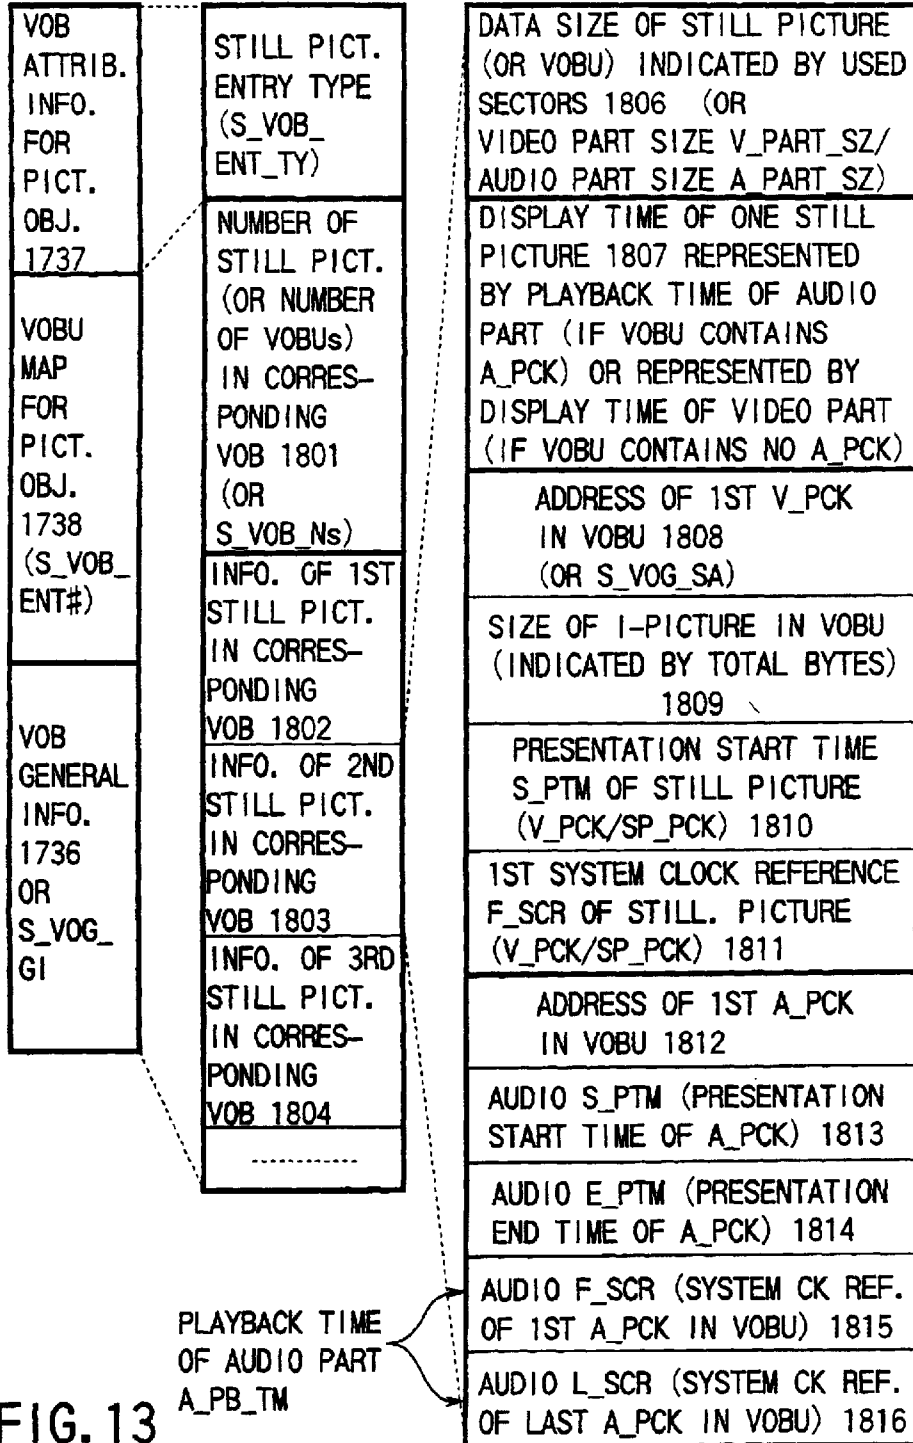 VOB
ATTRIB.
INFO.
FOR
PICT.
OBJ.
1737
VOBU
MAP
FOR
PICT.
OBJ.
1738
(S_VOB_
ENT#)
VOB
GENERAL
INFO.
1736
OR
S_VOG_
GI
STILL PICT.
ENTRY TYPE
(S_VOB_
ENT_TY)
NUMBER OF
STILL PICT.
(OR NUMBER
OF VOBUs)
IN CORRES-
PONDING
VOB 1801
(OR
S_VOB_Ns)
INFO. OF 1ST
STILL PICT.
IN CORRES-
PONDING
VOB 1802
INFO. OF 2ND
STILL PICT.
IN CORRES-
PONDING
VOB 1803
INFO. OF 3RD
STILL PICT.
IN CORRES-
PONDING
VOB 1804
............
DATA SIZE OF STILL PICTURE
(OR VOBU) INDICATED BY USED
SECTORS 1806 (OR
VIDEO PART SIZE V_PART_SZ/
AUDIO PART SIZE A_PART_SZ)
DISPLAY TIME OF ONE STILL
PICTURE 1807 REPRESENTED
BY PLAYBACK TIME OF AUDIO
PART (IF VOBU CONTAINS
A_PCK) OR REPRESENTED BY
DISPLAY TIME OF VIDEO PART
(IF VOBU CONTAINS NO A_PCK)
ADDRESS OF 1ST V_PCK
IN VOBU 1808
(OR S_VOG_SA)
SIZE OF I-PICTURE IN VOBU
(INDICATED BY TOTAL BYTES)
1809
PRESENTATION START TIME
S_PTM OF STILL PICTURE
(V_PCK/SP_PCK) 1810
1ST SYSTEM CLOCK REFERENCE
F_SCR OF STILL. PICTURE
(V_PCK/SP_PCK) 1811
ADDRESS OF 1ST A_PCK
IN VOBU 1812
AUDIO S_PTM (PRESENTATION
START TIME OF A_PCK) 1813
AUDIO E_PTM (PRESENTATION
END TIME OF A_PCK) 1814
AUDIO F_SCR (SYSTEM CK REF.
OF 1ST A_PCK IN VOBU) 1815
AUDIO L_SCR (SYSTEM CK REF.
OF LAST A_PCK IN VOBU) 1816
PLAYBACK TIME
OF AUDIO PART
A_PB_TM
FIG. 13